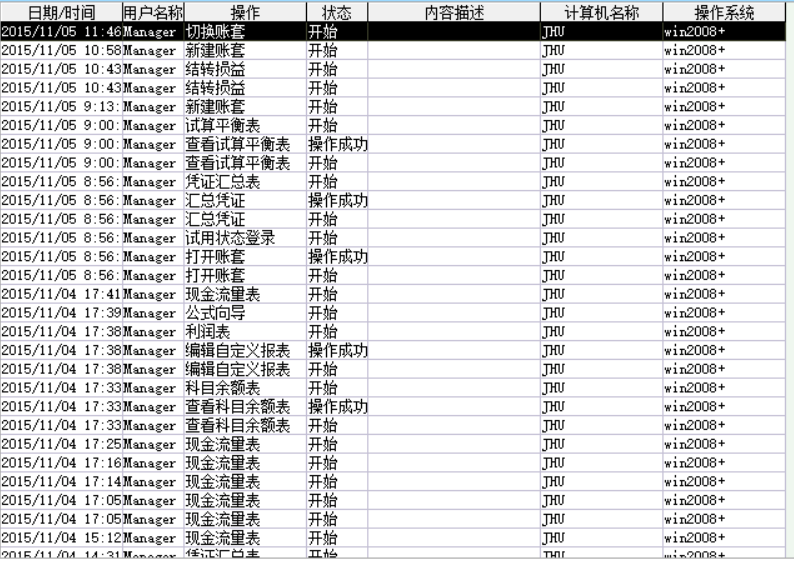 日期/时间 用户名称 操作 状态 内容描述 计算机名称 操作系统
2015/11/05 11:46 Manager 切换账套 开始 JHU win2008+
2015/11/05 10:58 Manager 新建账套 开始 JHU win2008+
2015/11/05 10:43 Manager 结转损益 开始 JHU win2008+
2015/11/05 10:43 Manager 结转损益 开始 JHU win2008+
2015/11/05 9:13: Manager 新建账套 开始 JHU win2008+
2015/11/05 9:00: Manager 试算平衡表 开始 JHU win2008+
2015/11/05 9:00: Manager 查看试算平衡表 操作成功 JHU win2008+
2015/11/05 9:00: Manager 查看试算平衡表 开始 JHU win2008+
2015/11/05 8:56: Manager 凭证汇总表 开始 JHU win2008+
2015/11/05 8:56: Manager 汇总凭证 操作成功 JHU win2008+
2015/11/05 8:56: Manager 汇总凭证 开始 JHU win2008+
2015/11/05 8:56: Manager 试用状态登录 开始 JHU win2008+
2015/11/05 8:56: Manager 打开账套 操作成功 JHU win2008+
2015/11/05 8:56: Manager 打开账套 开始 JHU win2008+
2015/11/04 17:41 Manager 现金流量表 开始 JHU win2008+
2015/11/04 17:39 Manager 公式向导 开始 JHU win2008+
2015/11/04 17:38 Manager 利润表 开始 JHU win2008+
2015/11/04 17:38 Manager 编辑自定义报表 操作成功 JHU win2008+
2015/11/04 17:38 Manager 编辑自定义报表 开始 JHU win2008+
2015/11/04 17:33 Manager 科目余额表 开始 JHU win2008+
2015/11/04 17:33 Manager 查看科目余额表 操作成功 JHU win2008+
2015/11/04 17:33 Manager 查看科目余额表 开始 JHU win2008+
2015/11/04 17:25 Manager 现金流量表 开始 JHU win2008+
2015/11/04 17:16 Manager 现金流量表 开始 JHU win2008+
2015/11/04 17:14 Manager 现金流量表 开始 JHU win2008+
2015/11/04 17:05 Manager 现金流量表 开始 JHU win2008+
2015/11/04 17:05 Manager 现金流量表 开始 JHU win2008+
2015/11/04 15:12 Manager 现金流量表 开始 JHU win2008+
2015/11/04 14:31 Manager 凭证汇总表 开始 JHU win2008+